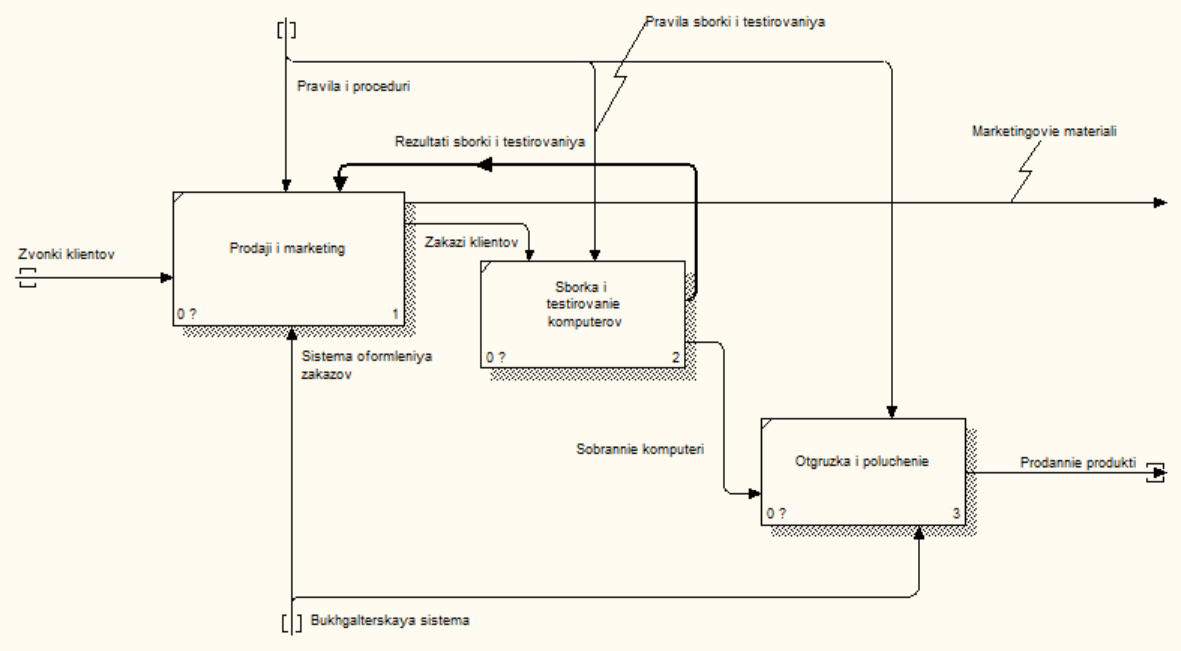 Pravila sborki i testirovaniya
Pravila i proceduri
Marketingovie materiali
Rezultati sborki i testirovaniya
Zvonki klientov
Prodaji i marketing
0 ?
1
Zakazi klientov
Sborka i
testirovanie
komputerov
0 ?
2
Sistema oformleniya
zakazov
Sobrannie komputeri
Otgruzka i poluchenie
0 ?
3
Prodannie produkti
Bukhgalterskaya sistema